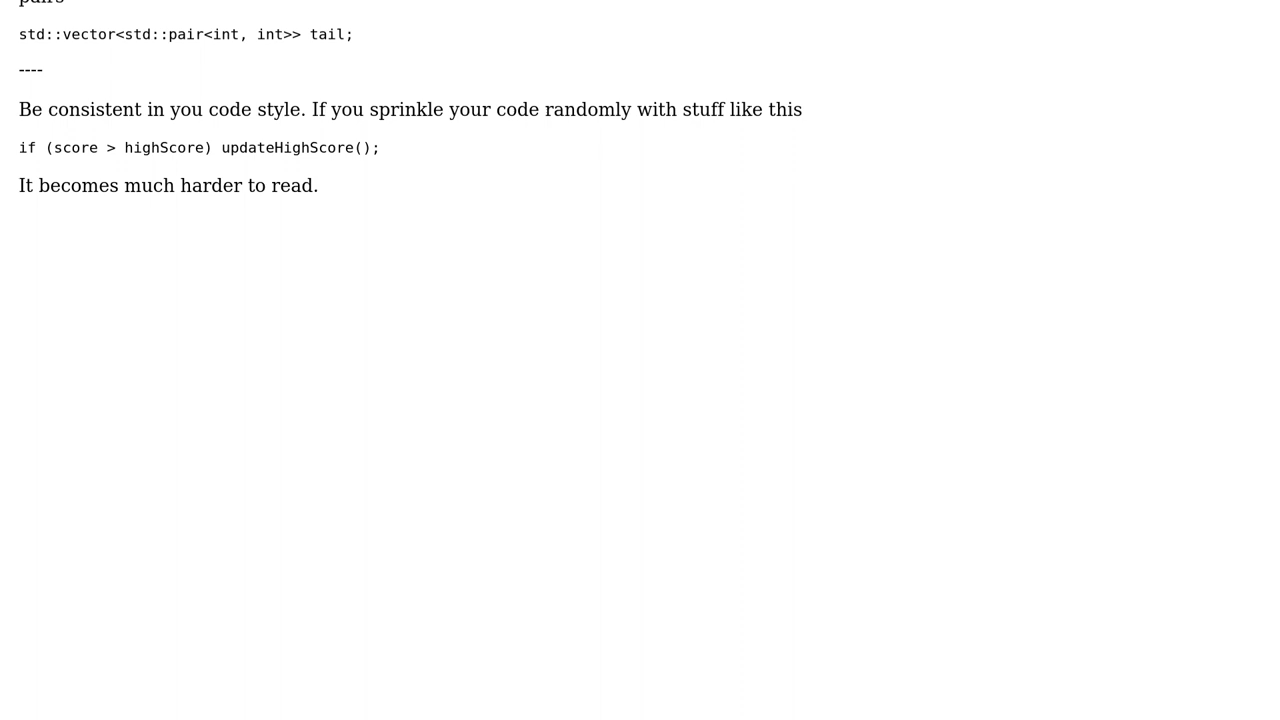 pairs
std::vector<std::pair<int, int>> tail;
----
Be consistent in you code style. If you sprinkle your code randomly with stuff like this
if (score > highScore) updateHighScore();
It becomes much harder to read.